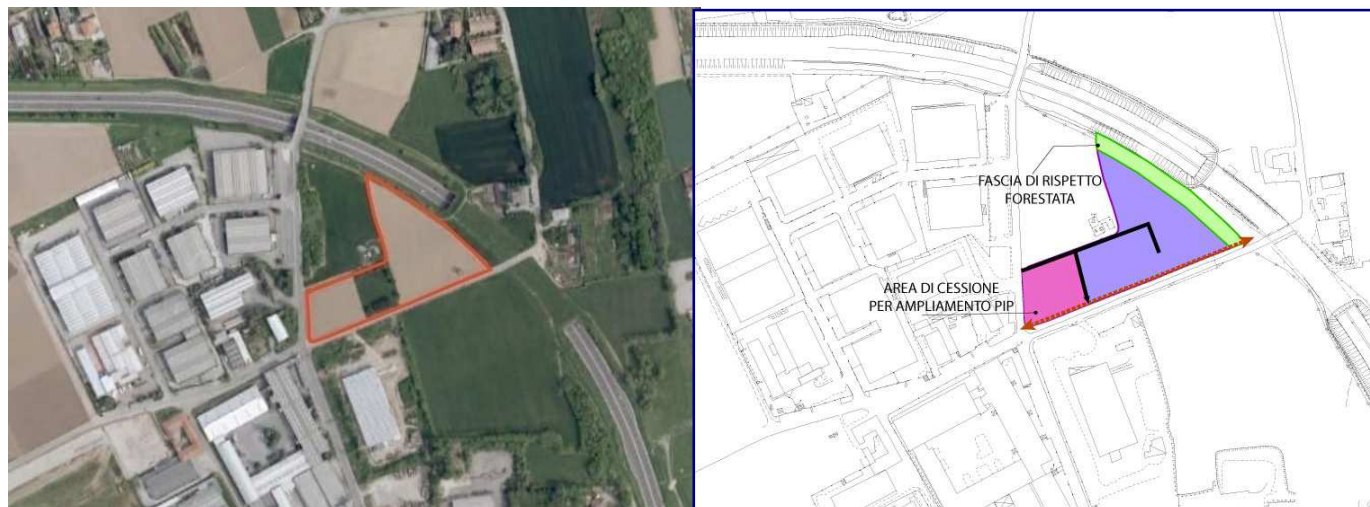 FASCIA DI RISPETTO
FORESTATA
AREA DI CESSIONE
PER AMPLIAMENTO PIP